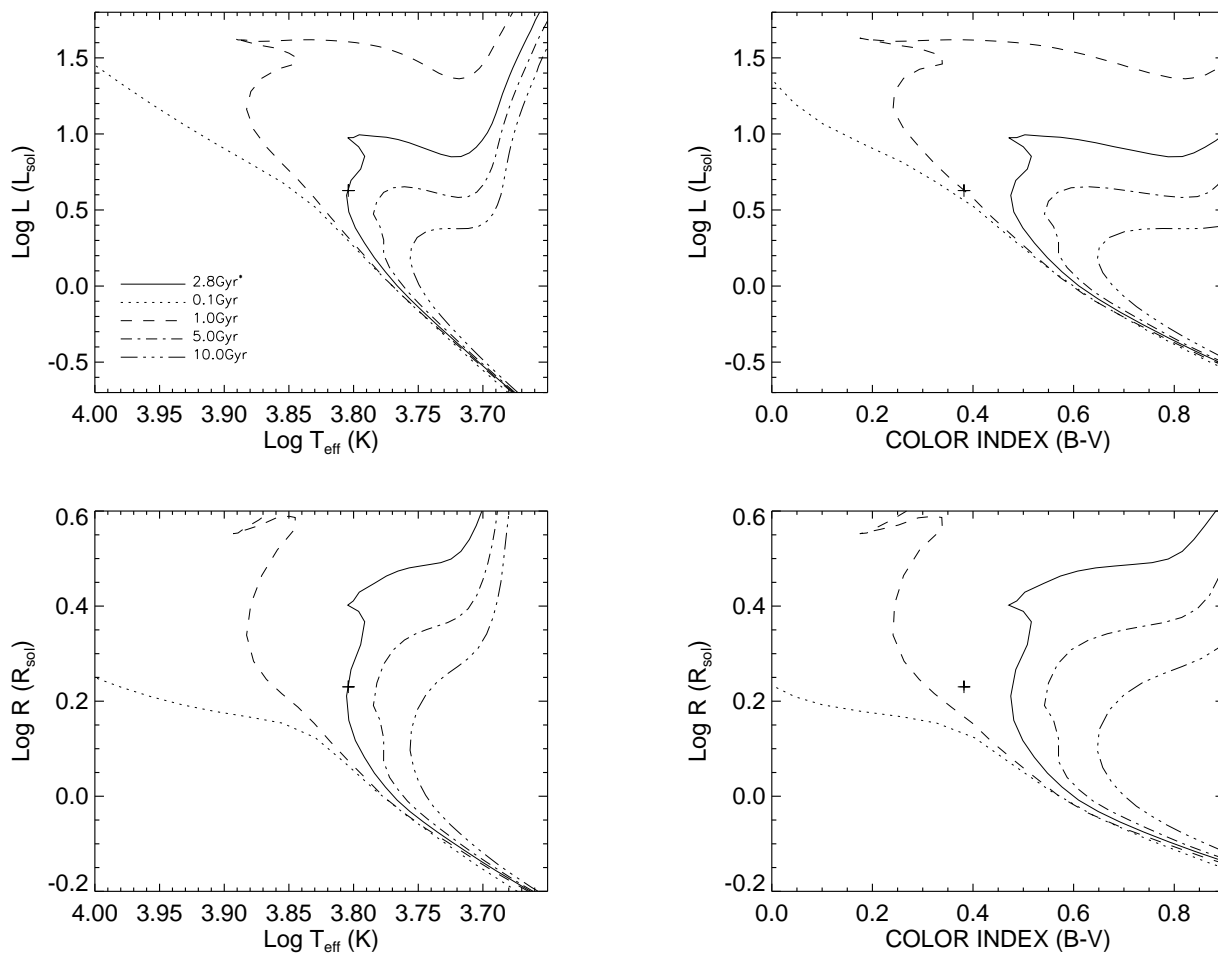 1.5
1.0
0.5
0.0
-0.5
Log L (L_sol)
2.8Gyr*
0.1Gyr
1.0Gyr
5.0Gyr
10.0Gyr
4.00 3.95 3.90 3.85 3.80 3.75 3.70
Log T_eff (K)
1.5
1.0
0.5
0.0
-0.5
Log L (L_sol)
0.0 0.2 0.4 0.6 0.8
COLOR INDEX (B-V)
0.6
0.4
0.2
0.0
-0.2
Log R (R_sol)
4.00 3.95 3.90 3.85 3.80 3.75 3.70
Log T_eff (K)
0.6
0.4
0.2
0.0
-0.2
Log R (R_sol)
0.0 0.2 0.4 0.6 0.8
COLOR INDEX (B-V)